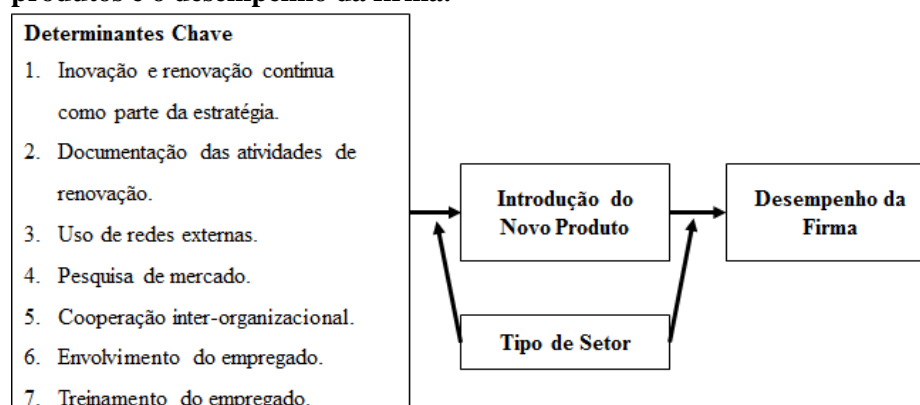 produtos e o desempenho da firma.
Determinantes Chave
1. Inovação e renovação continua
como parte da estratégia.
2. Documentação das atividades de
renovação.
3. Uso de redes externas.
4. Pesquisa de mercado.
5. Cooperação inter-organizacional.
6. Envolvimento do empregado.
7. Treinamento do empregado.
Introdução do
Novo Produto
Tipo de Setor
Desempenho da
Firma